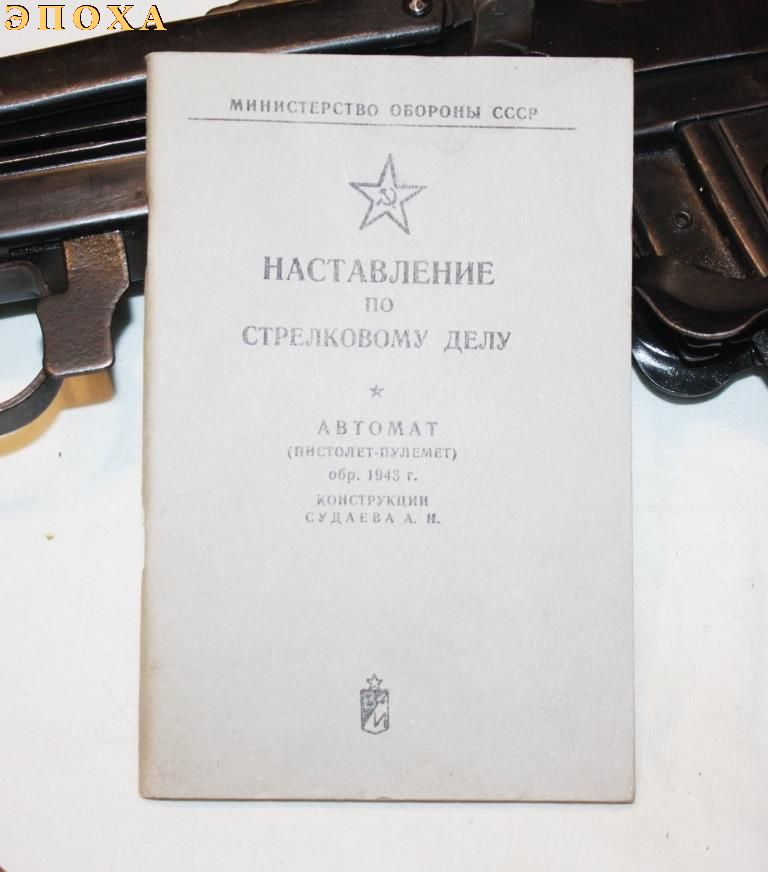 ЭПОХА
МИНИСТЕРСТВО ОБОРОНЫ СССР
НАСТАВЛЕНИЕ
ПО
СТРЕЛКОВОМУ ДЕЛУ
АВТОМАТ
(ПИСТОЛЕТ-ПУЛЕМЕТ)
обр. 1943 г.
КОНСТРУКЦИИ
СУДАЕВА А. И.